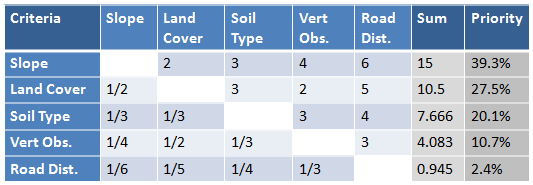 Criteria Slope Land Cover Soil Type Vert Obs. Road Dist. Sum Priority
Slope 2 3 4 6 15 39.3%
Land Cover 1/2 3 2 5 10.5 27.5%
Soil Type 1/3 1/3 3 4 7.666 20.1%
Vert Obs. 1/4 1/2 1/3 3 4.083 10.7%
Road Dist. 1/6 1/5 1/4 1/3 0.945 2.4%